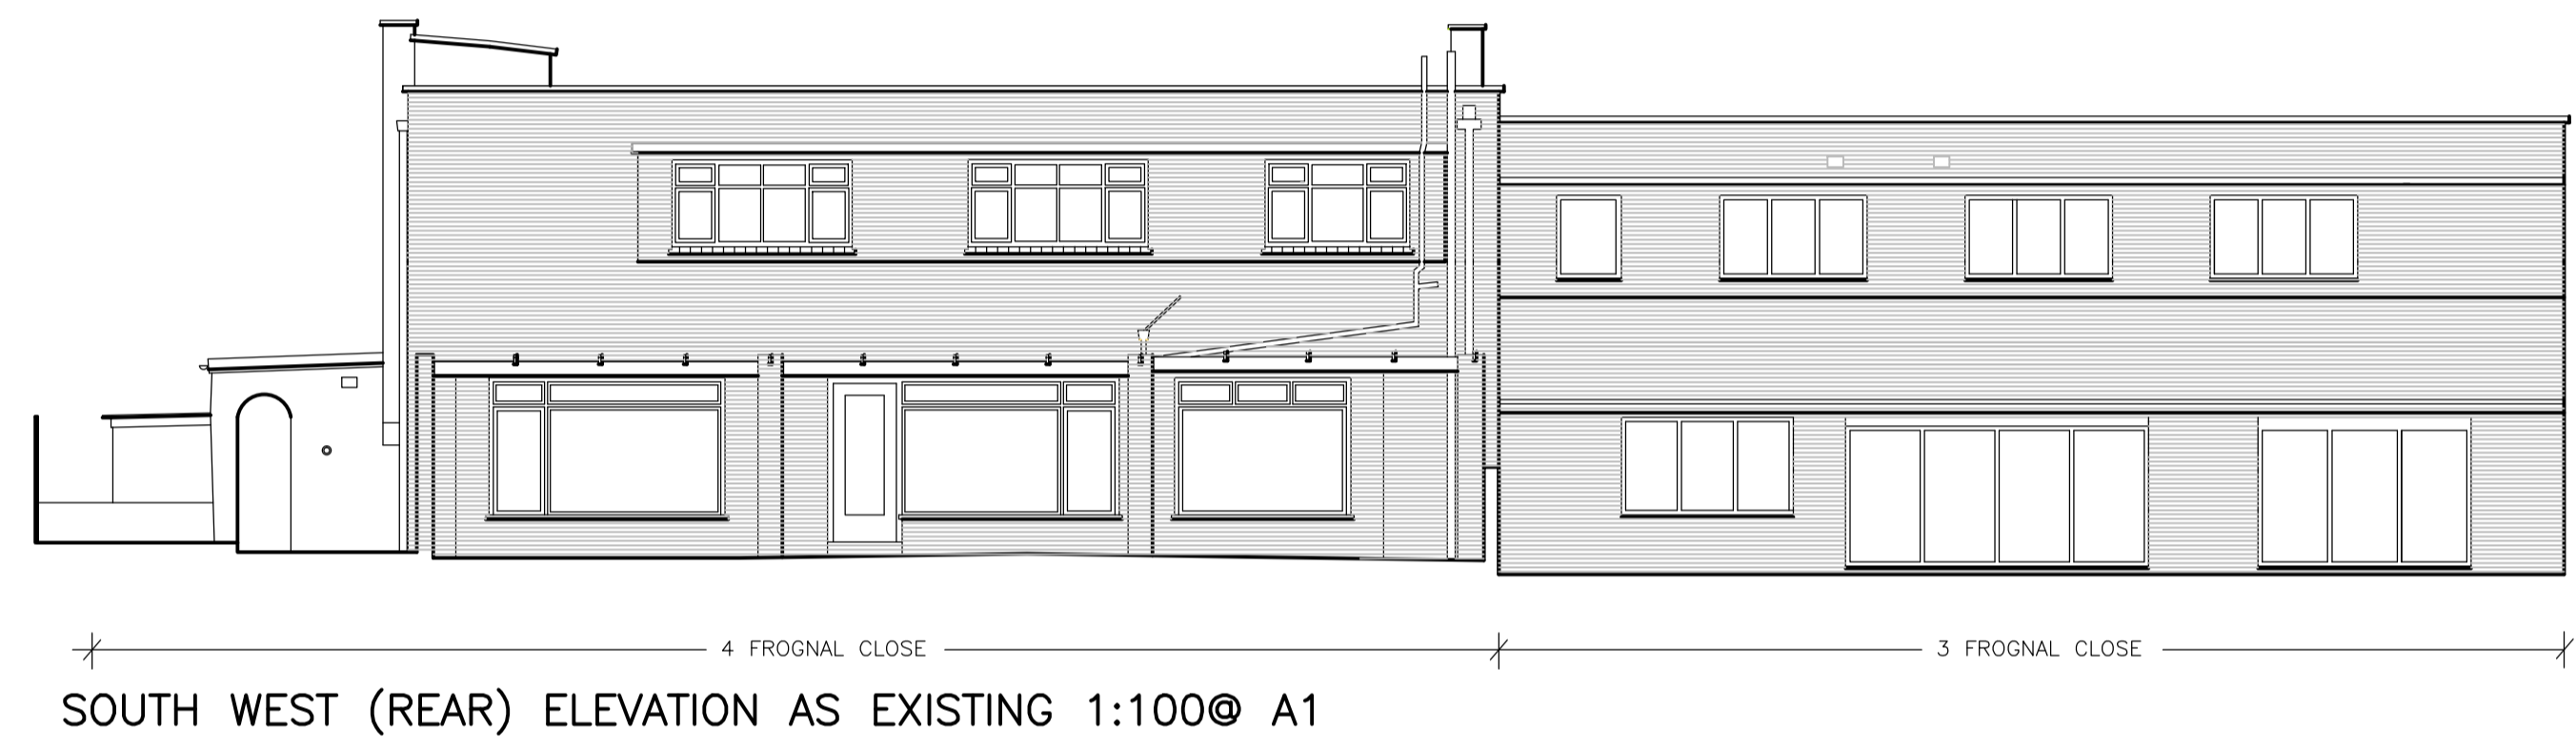 4 FROGNAL CLOSE
3 FROGNAL CLOSE
SOUTH WEST (REAR) ELEVATION AS EXISTING 1:100@ A1